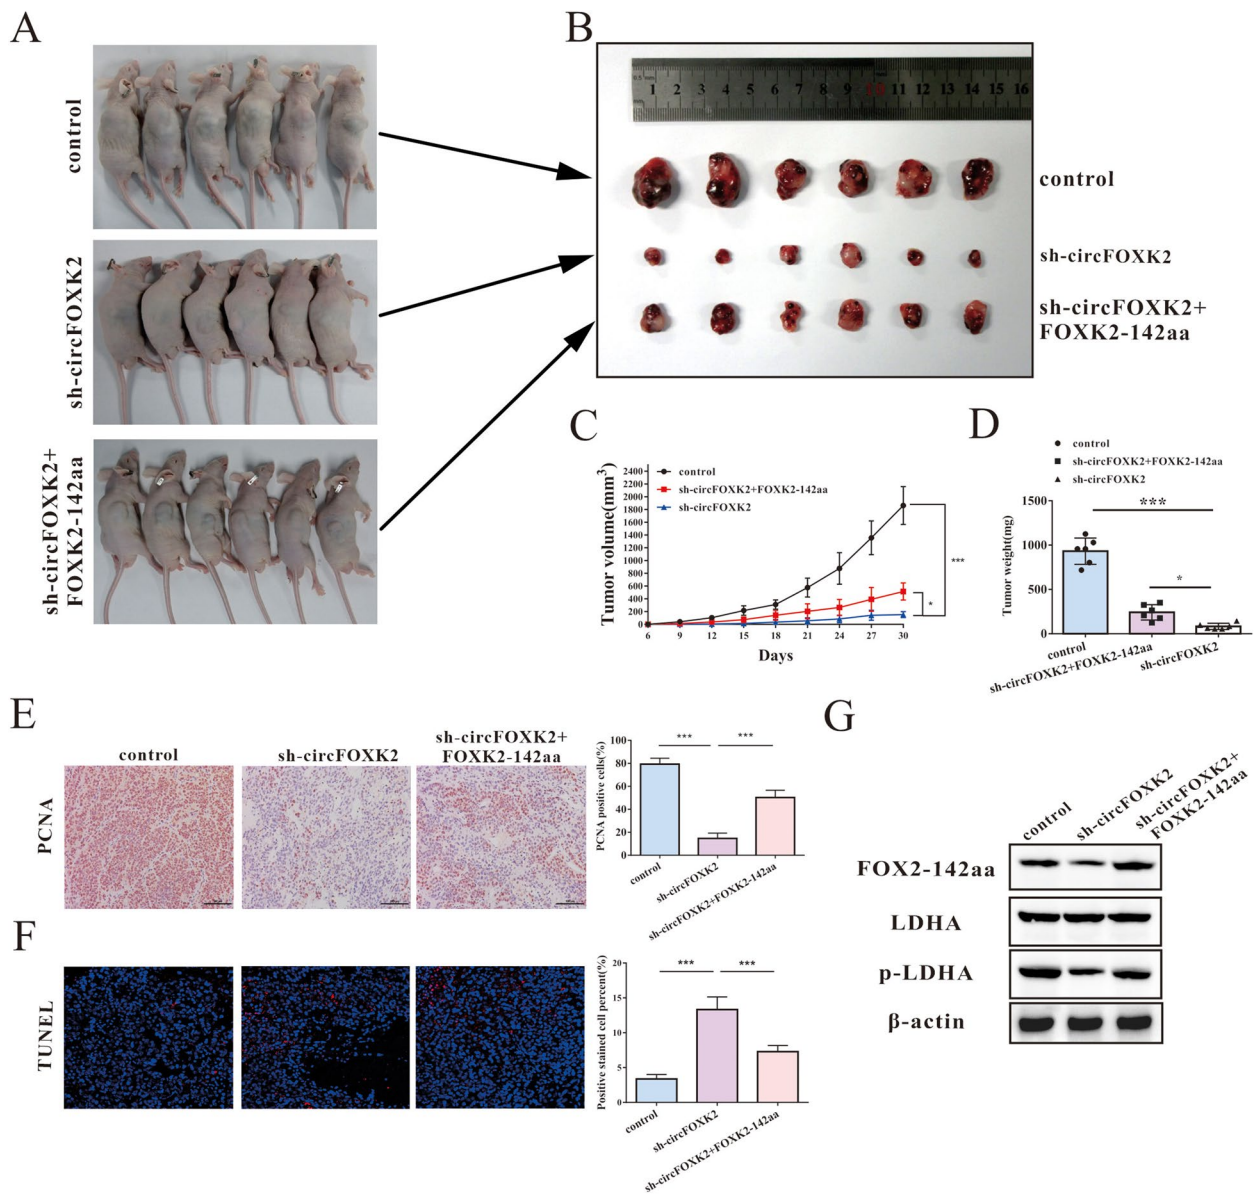 A
control
sh-circFOXK2
sh-circFOXK2+
FOXK2-142aa
B
1 2 3 4 5 6 7 8 9 10 11 12 13 14 15 16
control
sh-circFOXK2
sh-circFOXK2+
FOXK2-142aa
C
Tumor volume(mm3)
2400
2200
2000
1800
1600
1400
1200
1000
800
600
400
200
0
control
sh-circFOXK2+FOXK2-142aa
sh-circFOXK2
***
*
6 9 12 15 18 21 24 27 30
Days
D
control
sh-circFOXK2+FOXK2-142aa
sh-circFOXK2
Tumor weight(mg)
1500
1000
500
0
***
*
control
sh-circFOXK2+FOXK2-142aa
sh-circFOXK2
E
control
sh-circFOXK2
sh-circFOXK2+
FOXK2-142aa
PCNA
PCNA positive cells(%)
100
80
60
40
20
0
*** ***
control
sh-circFOXK2
sh-circFOXK2+FOXK2-142aa
F
TUNEL
Positive stained cell percent(%)
20
15
10
5
0
*** ***
control
sh-circFOXK2
sh-circFOXK2+FOXK2-142aa
G
control
sh-circFOXK2
sh-circFOXK2+
FOXK2-142aa
FOX2-142aa
LDHA
p-LDHA
β-actin